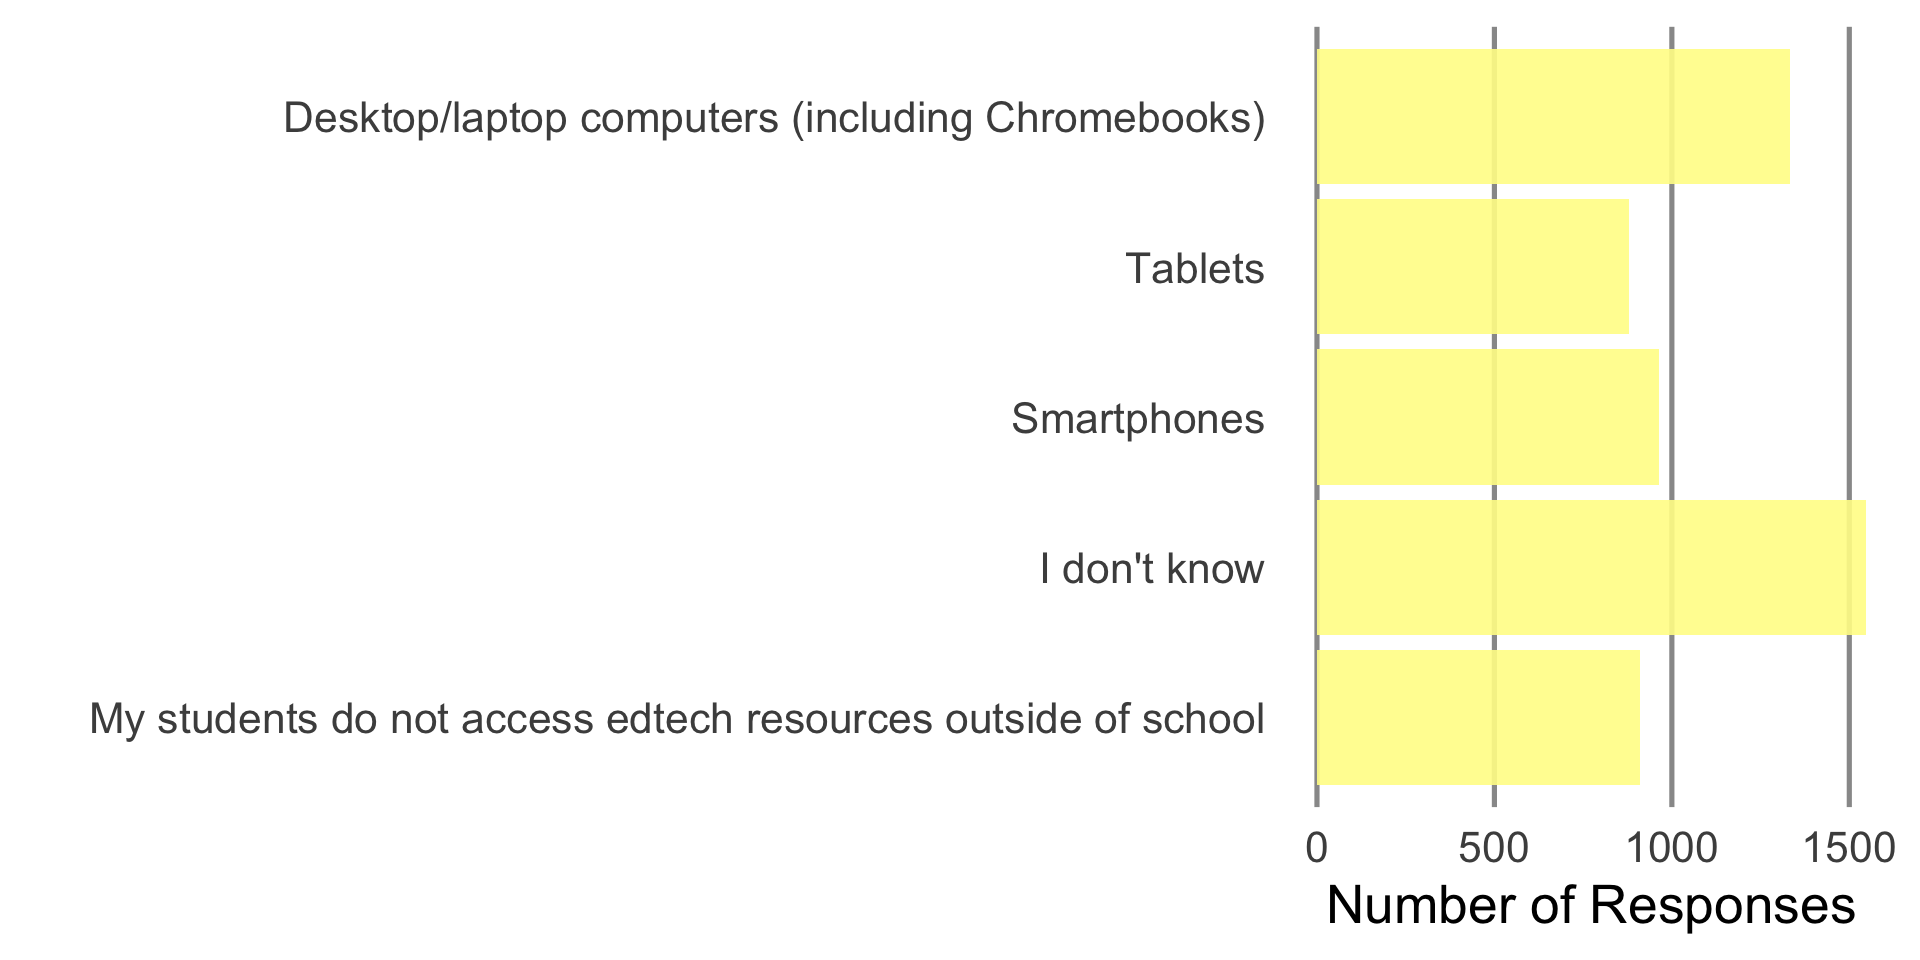 Desktop/laptop computers (including Chromebooks)
Tablets
Smartphones
I don't know
My students do not access edtech resources outside of school
0 500 1000 1500
Number of Responses